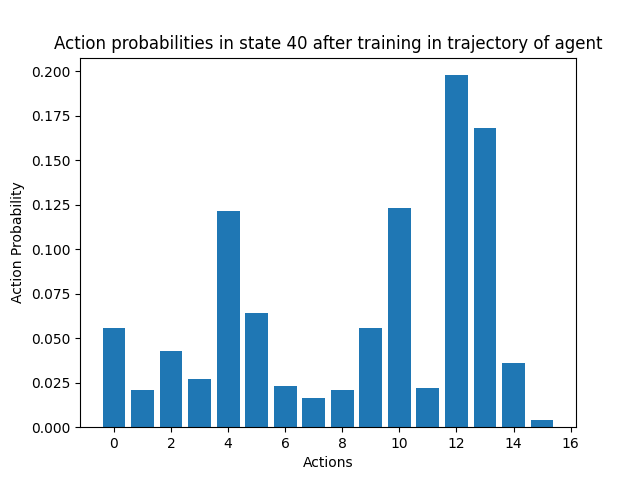 Action probabilities in state 40 after training in trajectory of agent
0.200
0.175
0.150
0.125
0.100
0.075
0.050
0.025
0.000
Action Probability
0 2 4 6 8 10 12 14 16
Actions